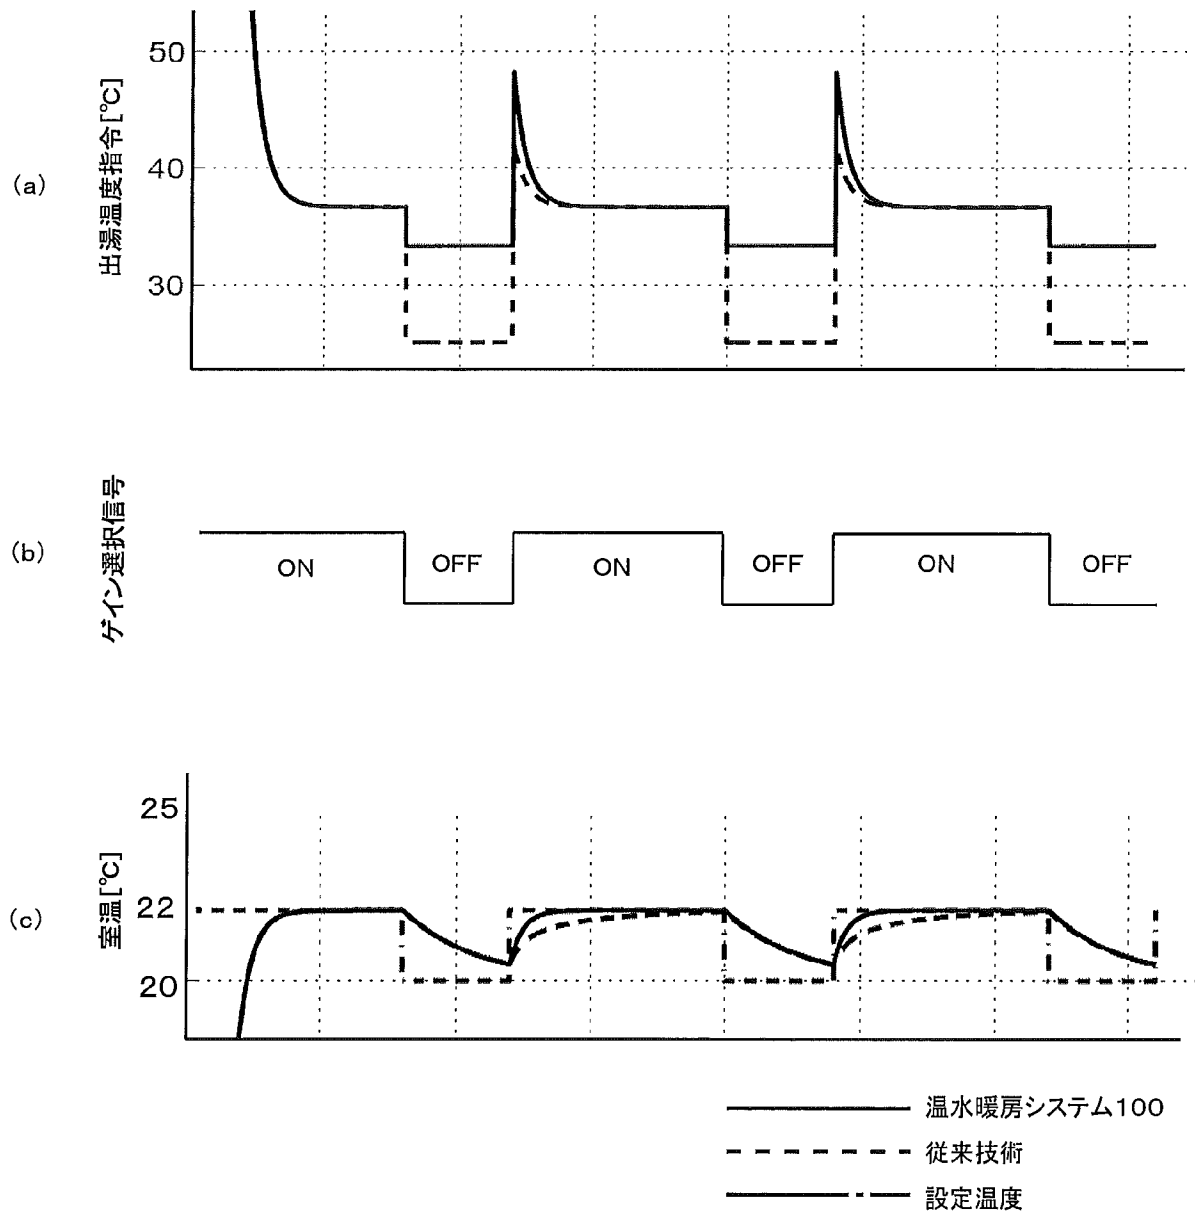 (a)
出湯温度指令[℃]
50
40
30
(b)
ゲイン選択信号
ON
OFF
ON
OFF
ON
OFF
(c)
室温[℃]
25
22
20
温水暖房システム100
従来技術
設定温度